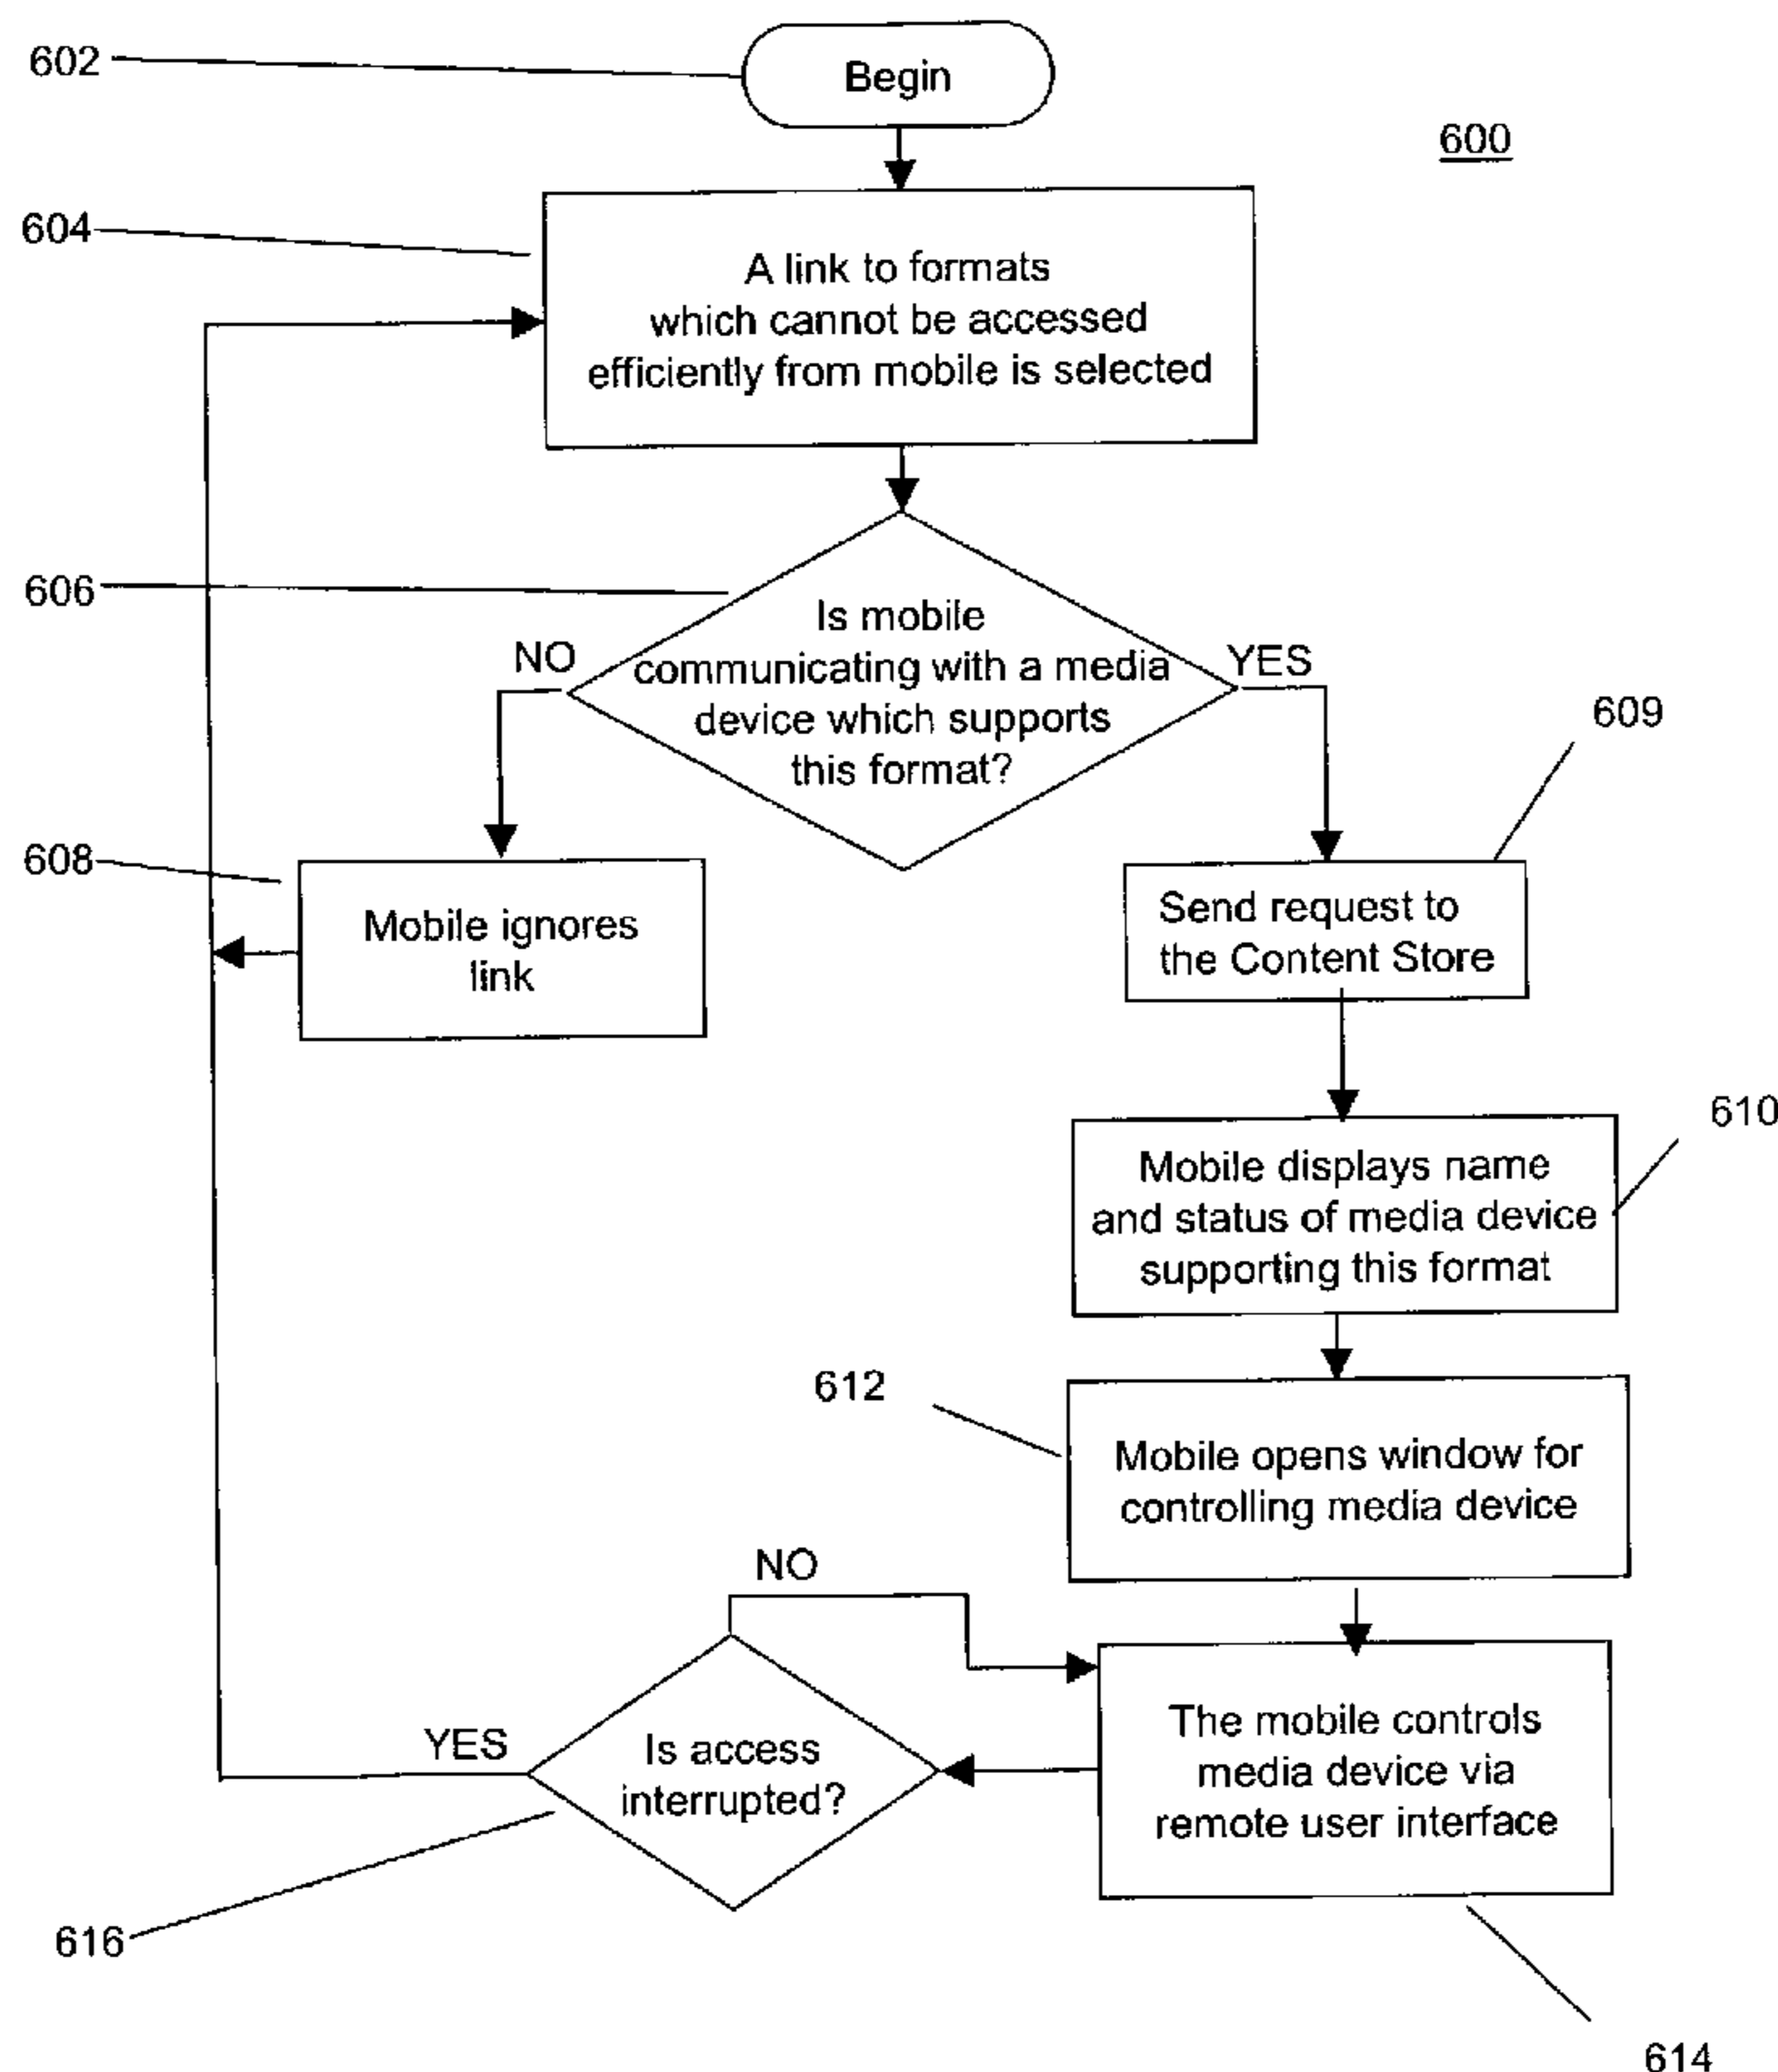 602
Begin
600
604
A link to formats
which cannot be accessed
efficiently from mobile is selected
606
Is mobile
communicating with a media
device which supports
this format?
NO
YES
609
608
Mobile ignores
link
Send request to
the Content Store
610
Mobile displays name
and status of media device
supporting this format
612
Mobile opens window for
controlling media device
NO
YES
Is access
interrupted?
The mobile controls
media device via
remote user interface
616
614